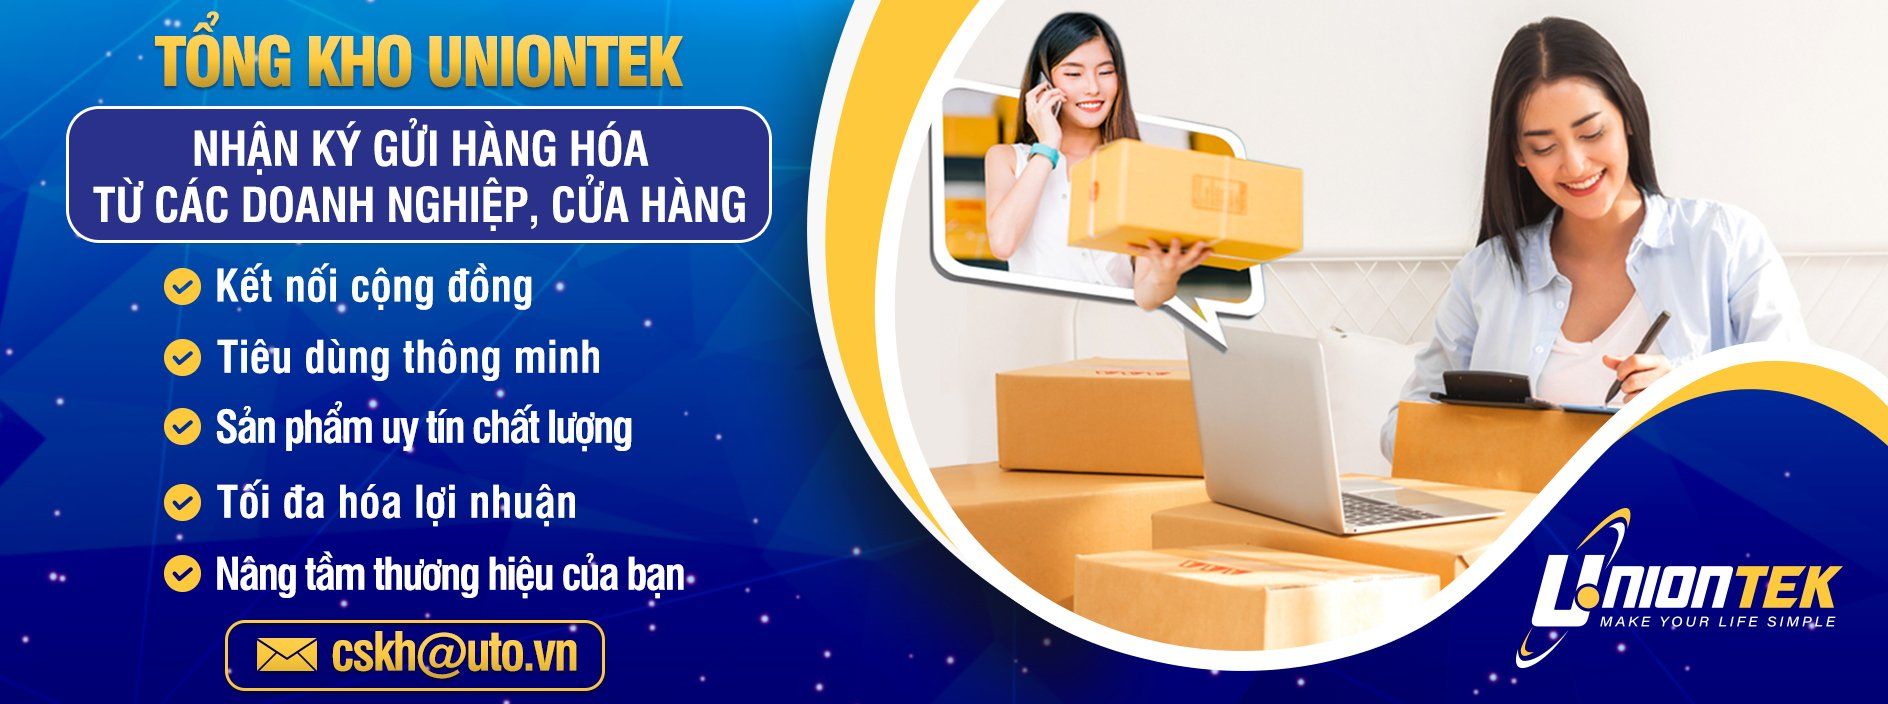 TỔNG KHO UNIONTEK
NHẬN KÝ GỬI HÀNG HÓA
TỪ CÁC DOANH NGHIỆP, CỬA HÀNG
Kết nối cộng đồng
Tiêu dùng thông minh
Sản phẩm uy tín chất lượng
Tối đa hóa lợi nhuận
Nâng tầm thương hiệu của bạn
cskh@uto.vn
UNIONTEK
MAKE YOUR LIFE SIMPLE